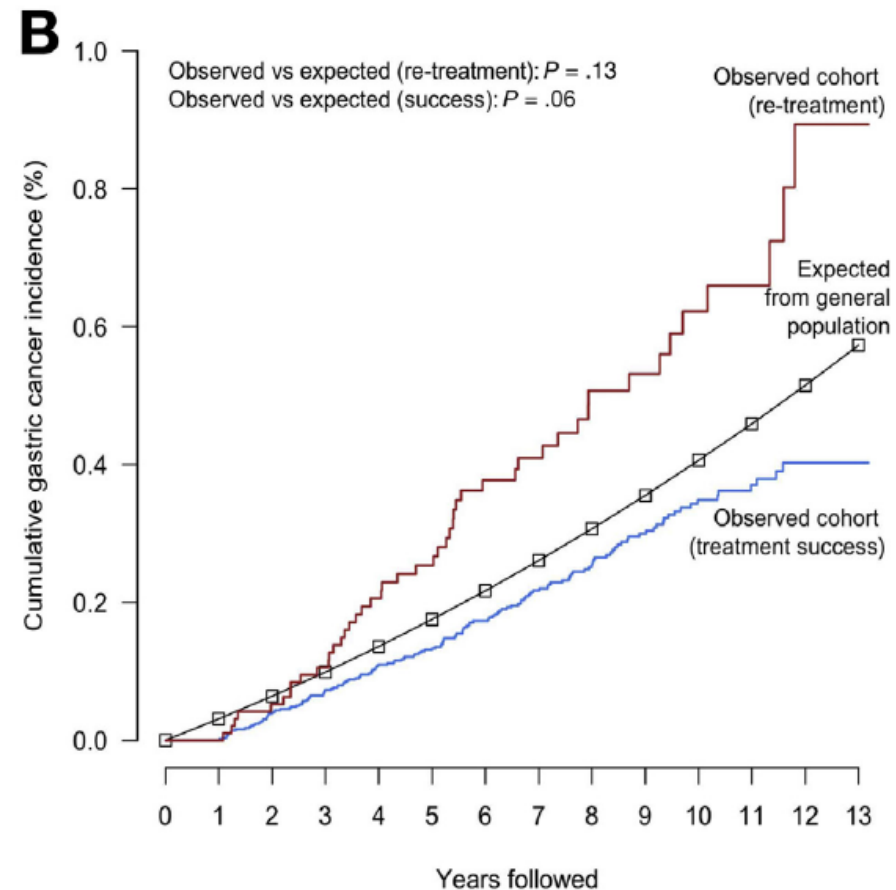 B
Observed vs expected (re-treatment): P = .13
Observed vs expected (success): P = .06
Observed cohort
(re-treatment)
Expected
from general
population
Observed cohort
(treatment success)
Cumulative gastric cancer incidence (%)
1.0
0.8
0.6
0.4
0.2
0.0
0 1 2 3 4 5 6 7 8 9 10 11 12 13
Years followed